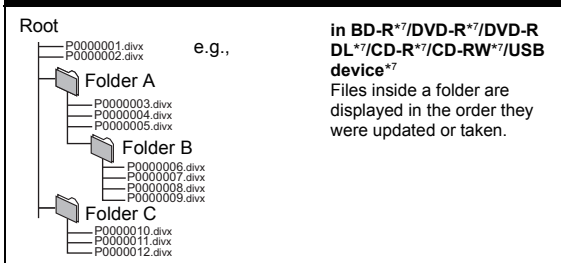 Root
P0000001.divx
P0000002.divx
e.g.,
Folder A
P0000003.divx
P0000004.divx
P0000005.divx
Folder B
P0000006.divx
P0000007.divx
P0000008.divx
P0000009.divx
Folder C
P0000010.divx
P0000011.divx
P0000012.divx
in BD-R*7/DVD-R*7/DVD-R
DL*7/CD-R*7/CD-RW*7/USB
device*7
Files inside a folder are
displayed in the order they
were updated or taken.